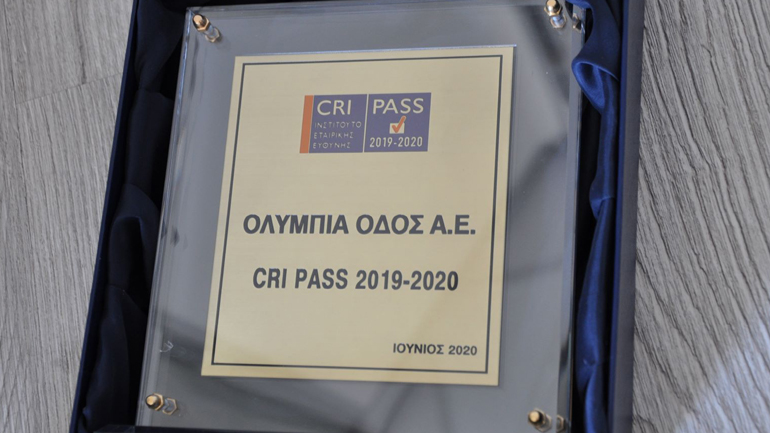 CRI PASS
ΙΝΣΤΙΤΟΥΤΟ
ΕΤΑΙΡΙΚΗΣ
ΕΥΘΥΝΗΣ 2019-2020
ΟΛΥΜΠΙΑ ΟΔΟΣ Α.Ε.
CRI PASS 2019-2020
ΙΟΥΝΙΟΣ 2020